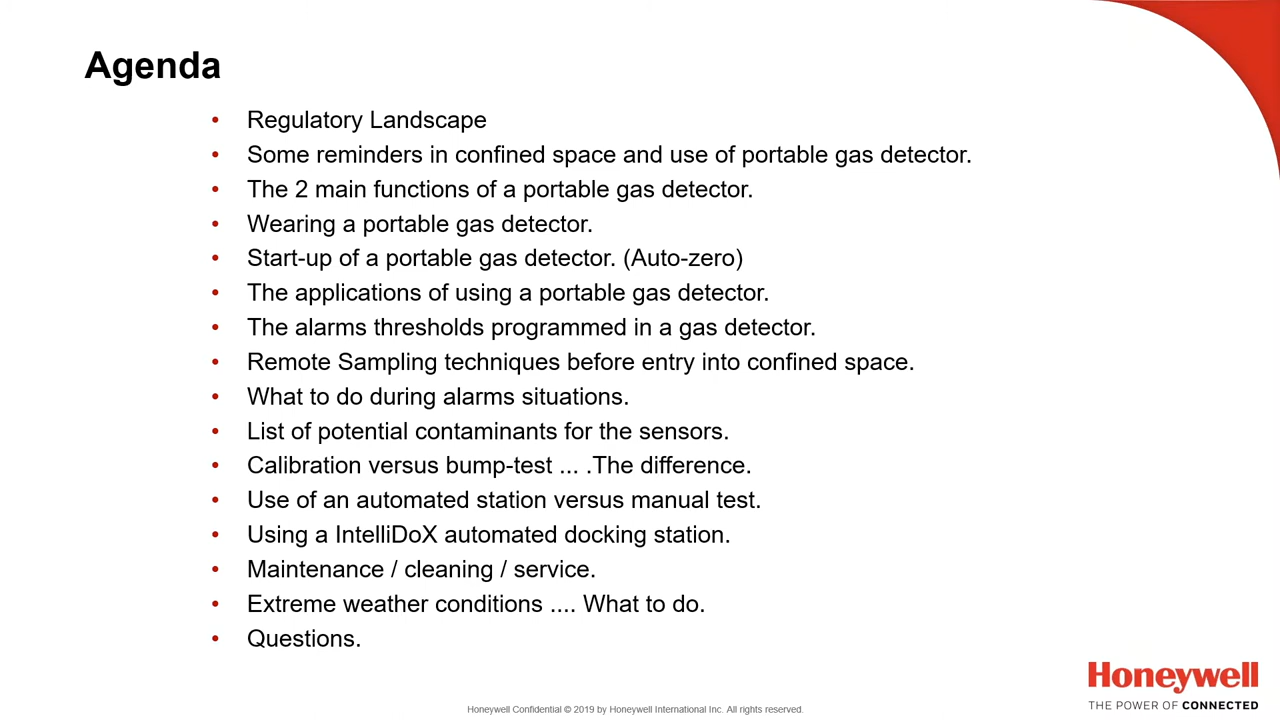 Agenda
• Regulatory Landscape
• Some reminders in confined space and use of portable gas detector.
• The 2 main functions of a portable gas detector.
• Wearing a portable gas detector.
• Start-up of a portable gas detector. (Auto-zero)
• The applications of using a portable gas detector.
• The alarms thresholds programmed in a gas detector.
• Remote Sampling techniques before entry into confined space.
• What to do during alarms situations.
• List of potential contaminants for the sensors.
• Calibration versus bump-test ... .The difference.
• Use of an automated station versus manual test.
• Using a IntelliDoX automated docking station.
• Maintenance / cleaning / service.
• Extreme weather conditions .... What to do.
• Questions.
Honeywell
THE POWER OF CONNECTED
Honeywell Confidential © 2019 by Honeywell International Inc. All rights reserved.